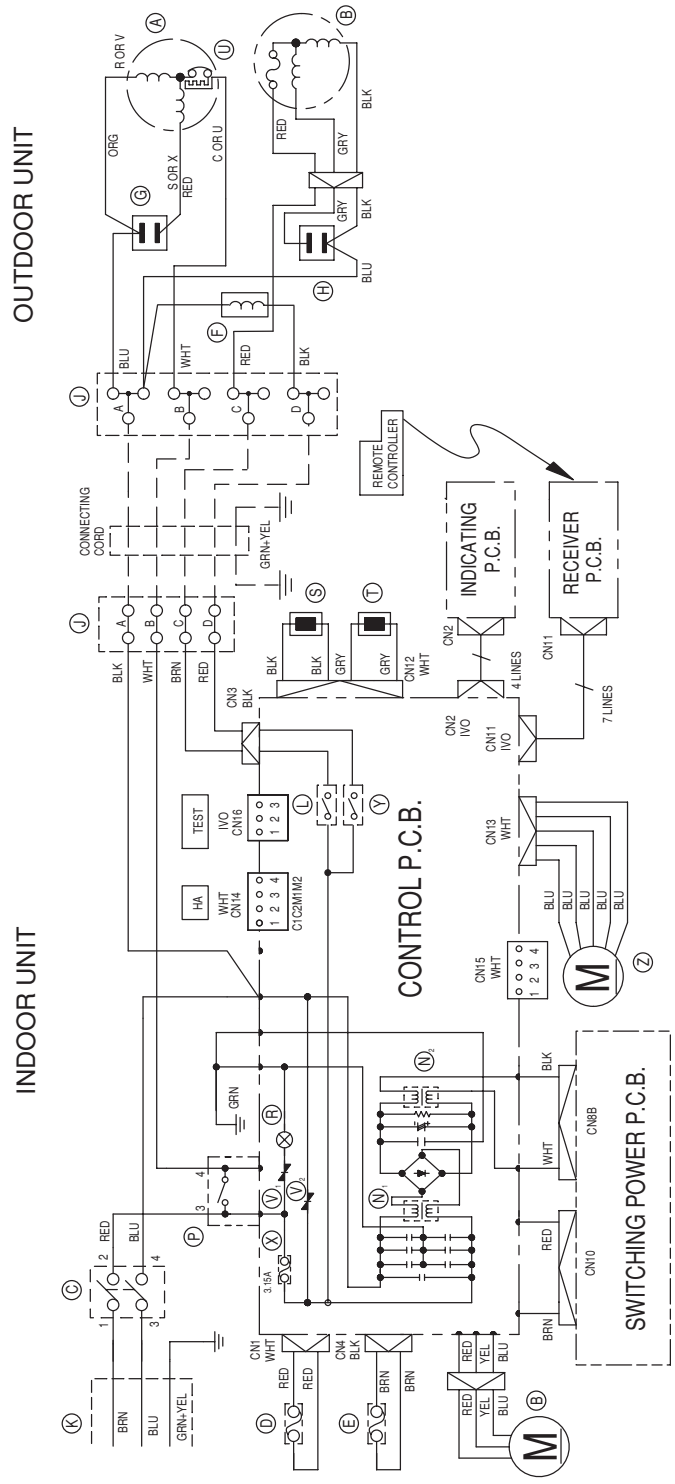 INDOOR UNIT
OUTDOOR UNIT
K
BRN
BLU
GRN+YEL
C
1
2
3
4
RED
BLU
P
3
4
GRN
X
3.15A
V1
V2
R
HA
WHT
CN14
1 2 3 4
C1C2M1M2
TEST
IVO
CN16
1 2 3
L
Y
CN3
BLK
BLK
WHT
BRN
RED
J
A
B
C
D
CONNECTING
CORD
GRN+YEL
J
A
B
C
D
BLU
WHT
RED
BLK
F
G
ORG
R OR V
A
S OR X
RED
U
C OR U
H
BLU
GRY
BLK
RED
GRY
BLK
B
S
BLK
BLK
T
GRY
GRY
CN12
WHT
REMOTE
CONTROLLER
INDICATING
P.C.B.
CN2
4 LINES
CN2
IVO
RECEIVER
P.C.B.
CN11
7 LINES
CN11
IVO
CONTROL P.C.B.
N1
N2
D
CN1
WHT
RED
RED
E
CN4
BLK
BRN
BRN
B
M
RED
YEL
BLU
RED
YEL
BLU
BRN
RED
CN10
WHT
BLK
CN8B
SWITCHING POWER P.C.B.
CN15
WHT
1 2 3 4
CN13
WHT
BLU
BLU
BLU
BLU
BLU
M
Z